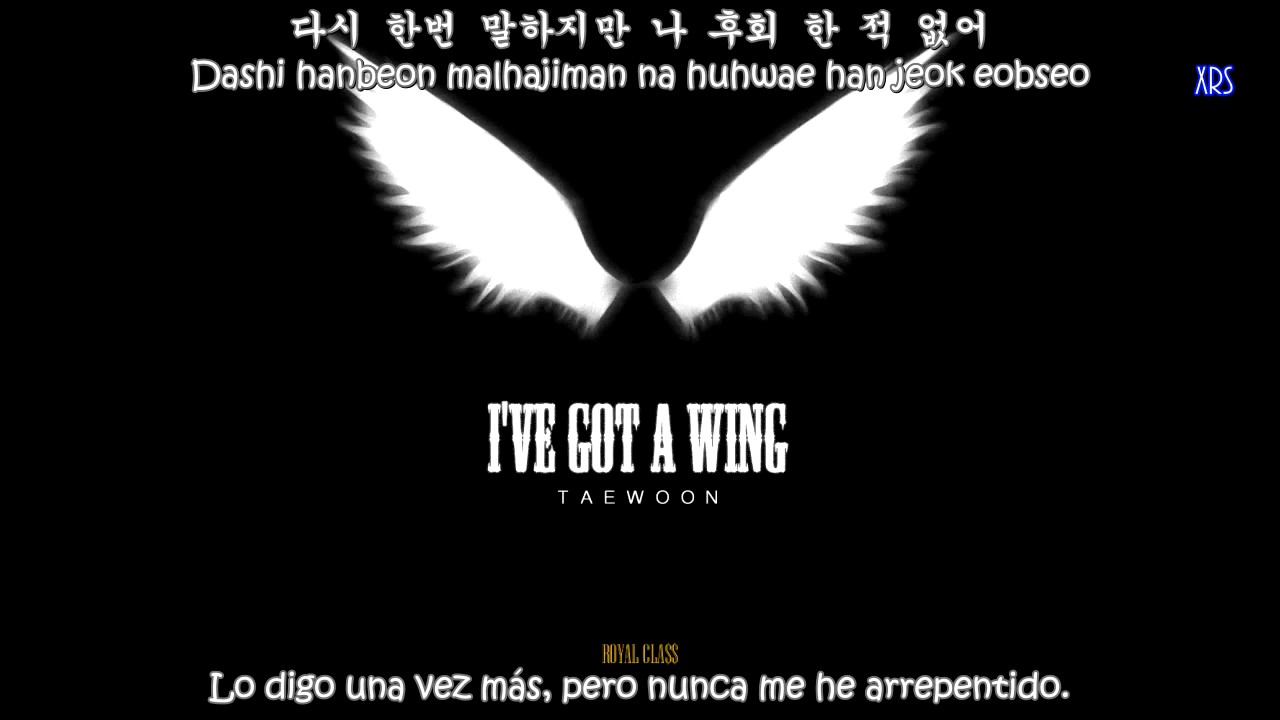 다시 한번 말하지만 나 후회 한 적 없어
Dashi hanbeon malhajiman na huhwae han jeok eobseo
XRS
I'VE GOT A WING
TAEWOON
ROYAL CLASS
Lo digo una vez más, pero nunca me he arrepentido.